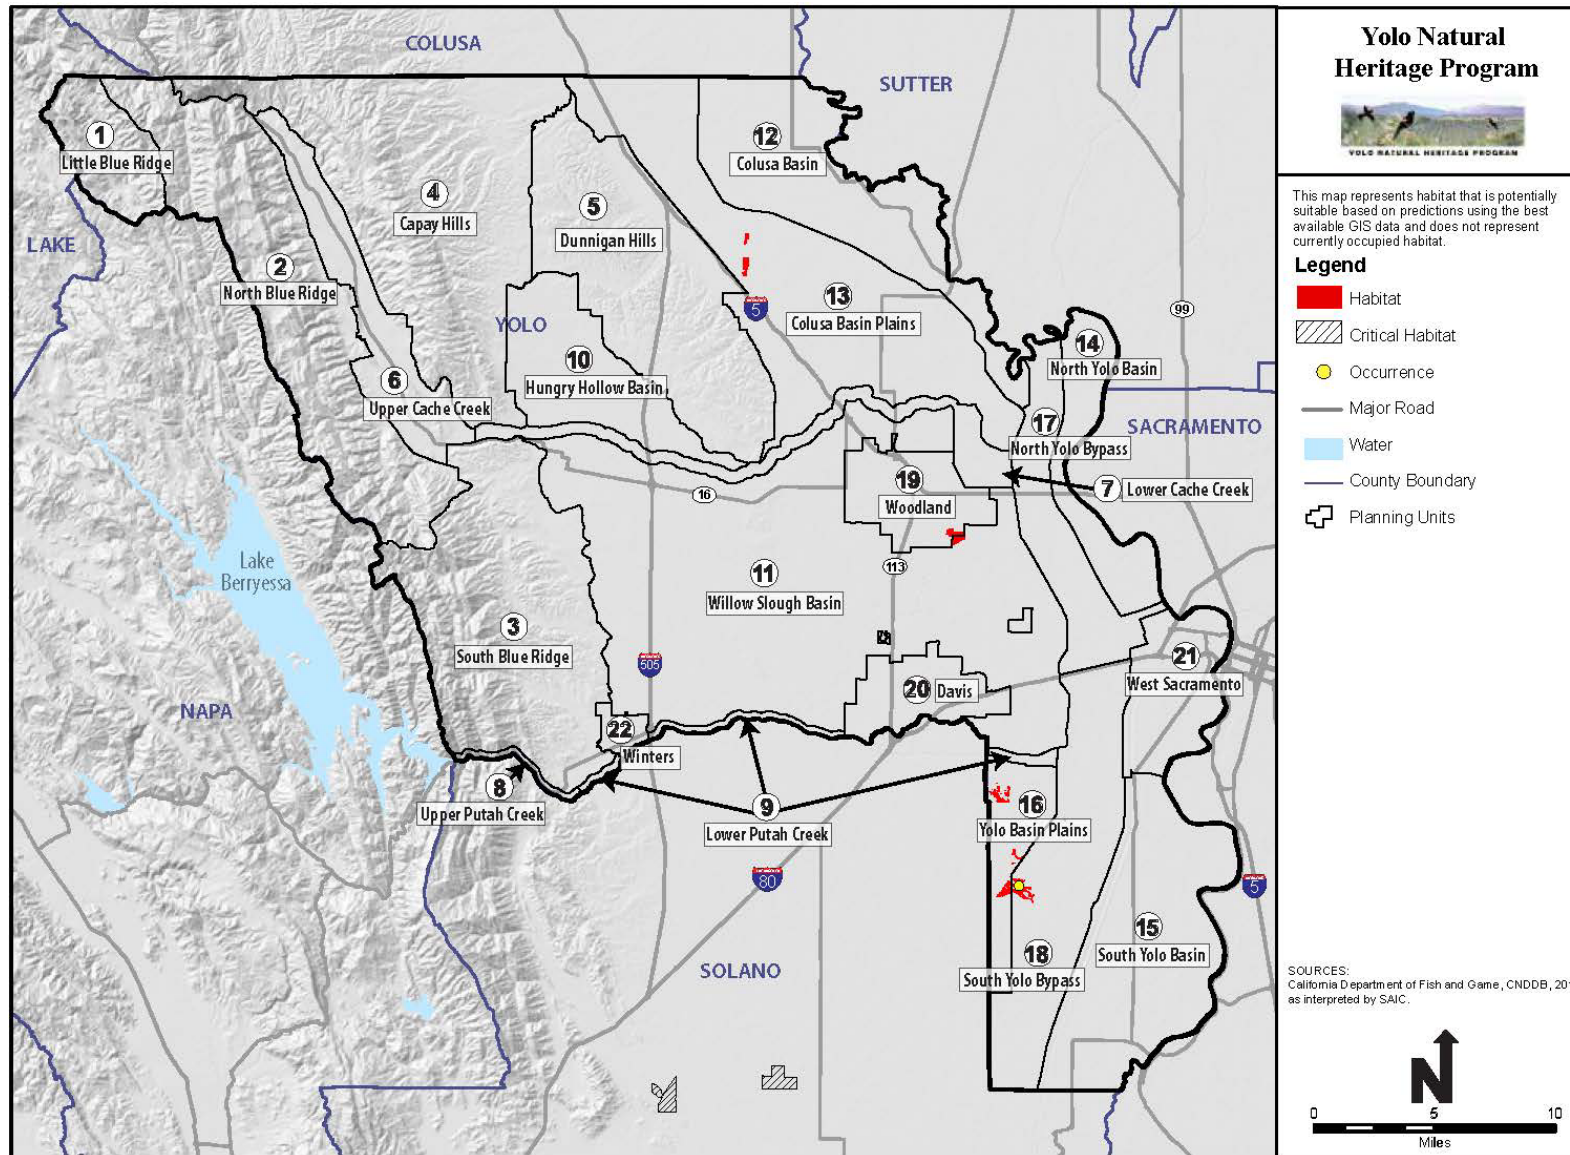 COLUSA
SUTTER
LAKE
YOLO
NAPA
SOLANO
SACRAMENTO
1
Little Blue Ridge
2
North Blue Ridge
4
Capay Hills
5
Dunnigan Hills
12
Colusa Basin
13
Colusa Basin Plains
5
10
Hungry Hollow Basin
6
Upper Cache Creek
14
North Yolo Basin
99
17
North Yolo Bypass
7
Lower Cache Creek
16
19
Woodland
113
11
Willow Slough Basin
Lake
Berryessa
3
South Blue Ridge
505
20
Davis
21
West Sacramento
22
Winters
8
Upper Putah Creek
9
Lower Putah Creek
16
Yolo Basin Plains
80
5
15
South Yolo Basin
18
South Yolo Bypass
Yolo Natural
Heritage Program
YOLO NATURAL HERITAGE PROGRAM
This map represents habitat that is potentially
suitable based on predictions using the best
available GIS data and does not represent
currently occupied habitat.
Legend
Habitat
Critical Habitat
Occurrence
Major Road
Water
County Boundary
Planning Units
SOURCES:
California Department of Fish and Game, CNDDB, 20
as interpreted by SAIC.
N
0 5 10
Miles